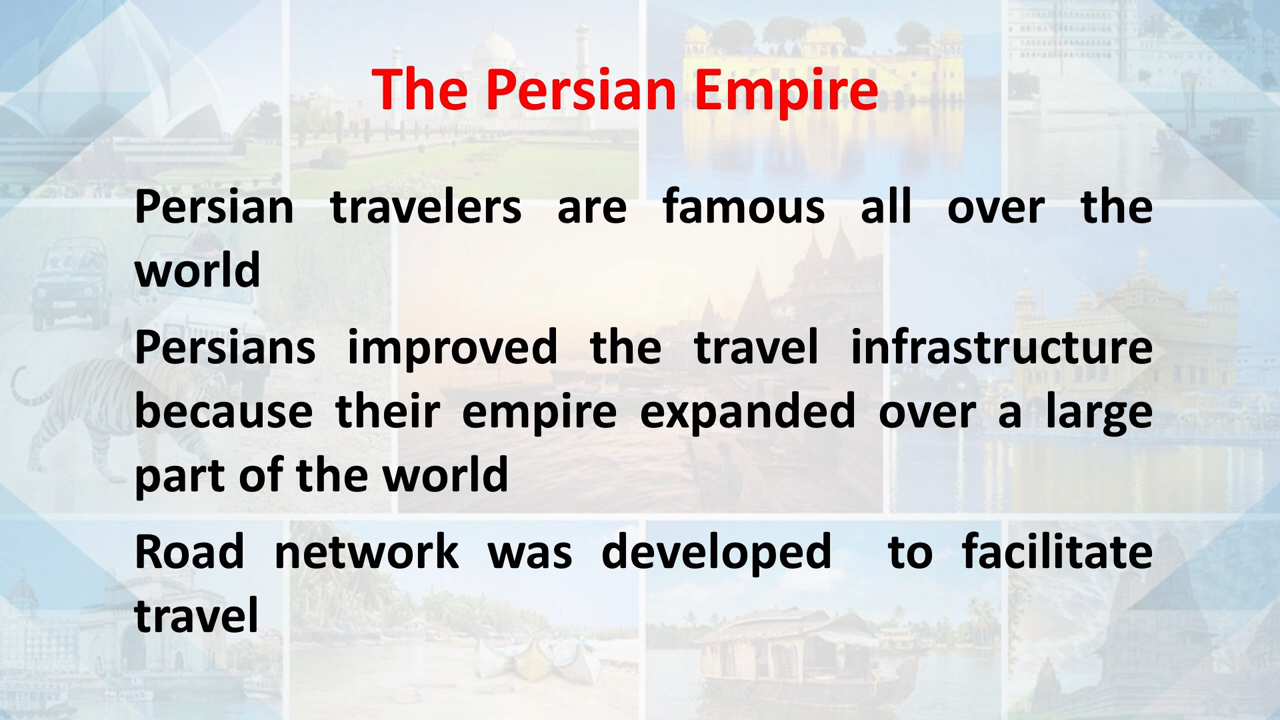 The Persian Empire
Persian travelers are famous all over the
world
Persians improved the travel infrastructure
because their empire expanded over a large
part of the world
Road network was developed  to facilitate
travel